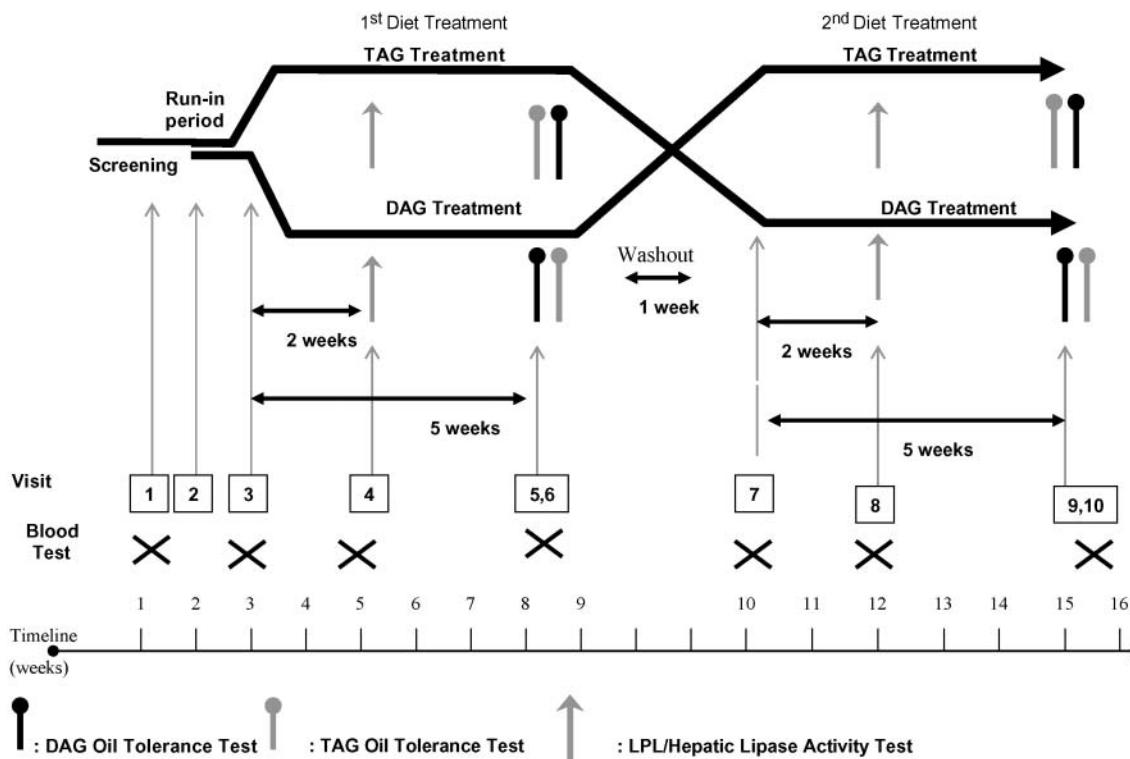 1st Diet Treatment
2nd Diet Treatment
TAG Treatment
TAG Treatment
Run-in
period
Screening
DAG Treatment
DAG Treatment
Washout
1 week
2 weeks
2 weeks
5 weeks
5 weeks
Visit
1 2 3 4 5,6 7 8 9,10
Blood
Test
1 2 3 4 5 6 7 8 9 10 11 12 13 14 15 16
Timeline
(weeks)
: DAG Oil Tolerance Test : TAG Oil Tolerance Test : LPL/Hepatic Lipase Activity Test